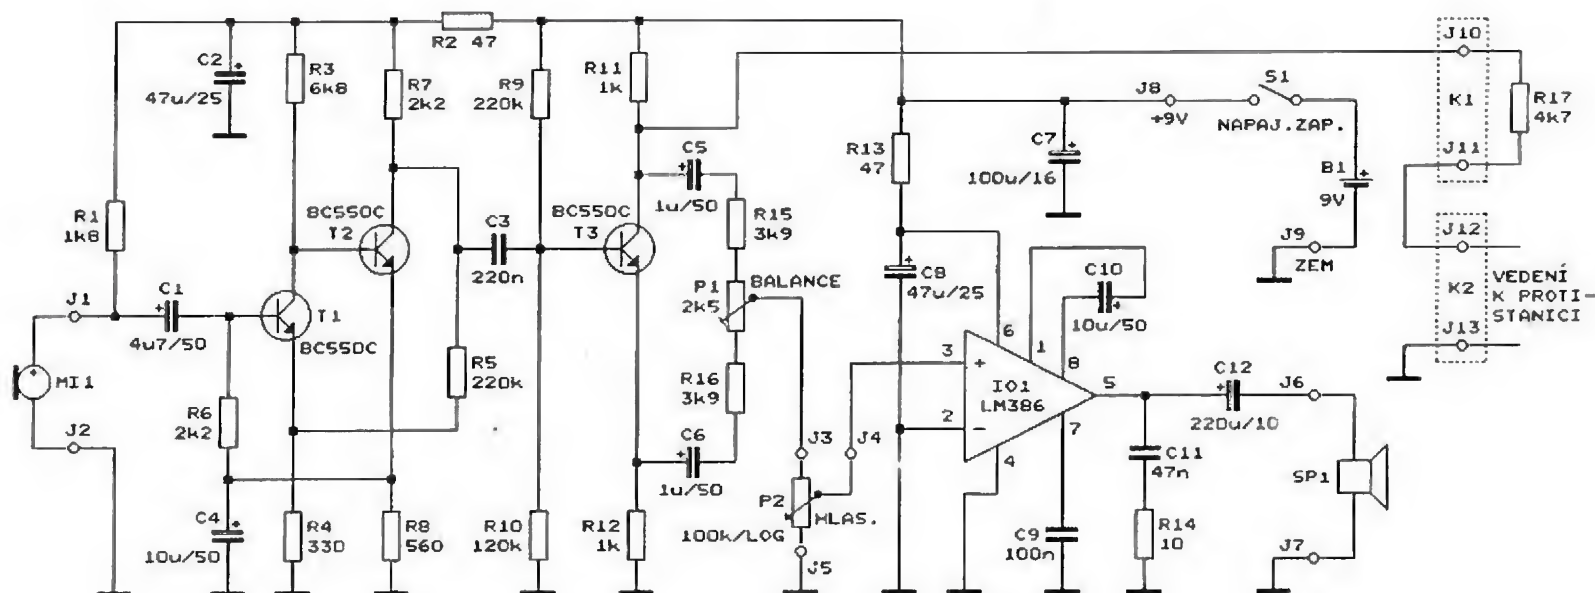 R2 47
C2
47u/25
R3
6k8
R7
2k2
R9
220k
R11
1k
J10
K1
R17
4k7
J11
J8
+9V
S1
NAPAJ.ZAP.
C7
100u/16
R13
47
B1
9V
J9
ZEM
J12
K2
J13
VEDENÍ
K PROTI-
STANICI
R1
1k8
BC550C
T2
C3
220n
BC550C
T3
C5
1u/50
R15
3k9
P1
2k5
BALANCE
C8
47u/25
C10
10u/50
J1
C1
4u7/50
T1
BC550C
MI1
J2
R6
2k2
R5
220k
R16
3k9
C6
1u/50
J3
J4
3
2
6
1
8
5
7
4
+
−
IO1
LM386
C12
220u/10
J6
C11
47n
SP1
C4
10u/50
R4
330
R8
560
R10
120k
R12
1k
P2
100k/LOG
HLAS.
J5
C9
100n
R14
10
J7